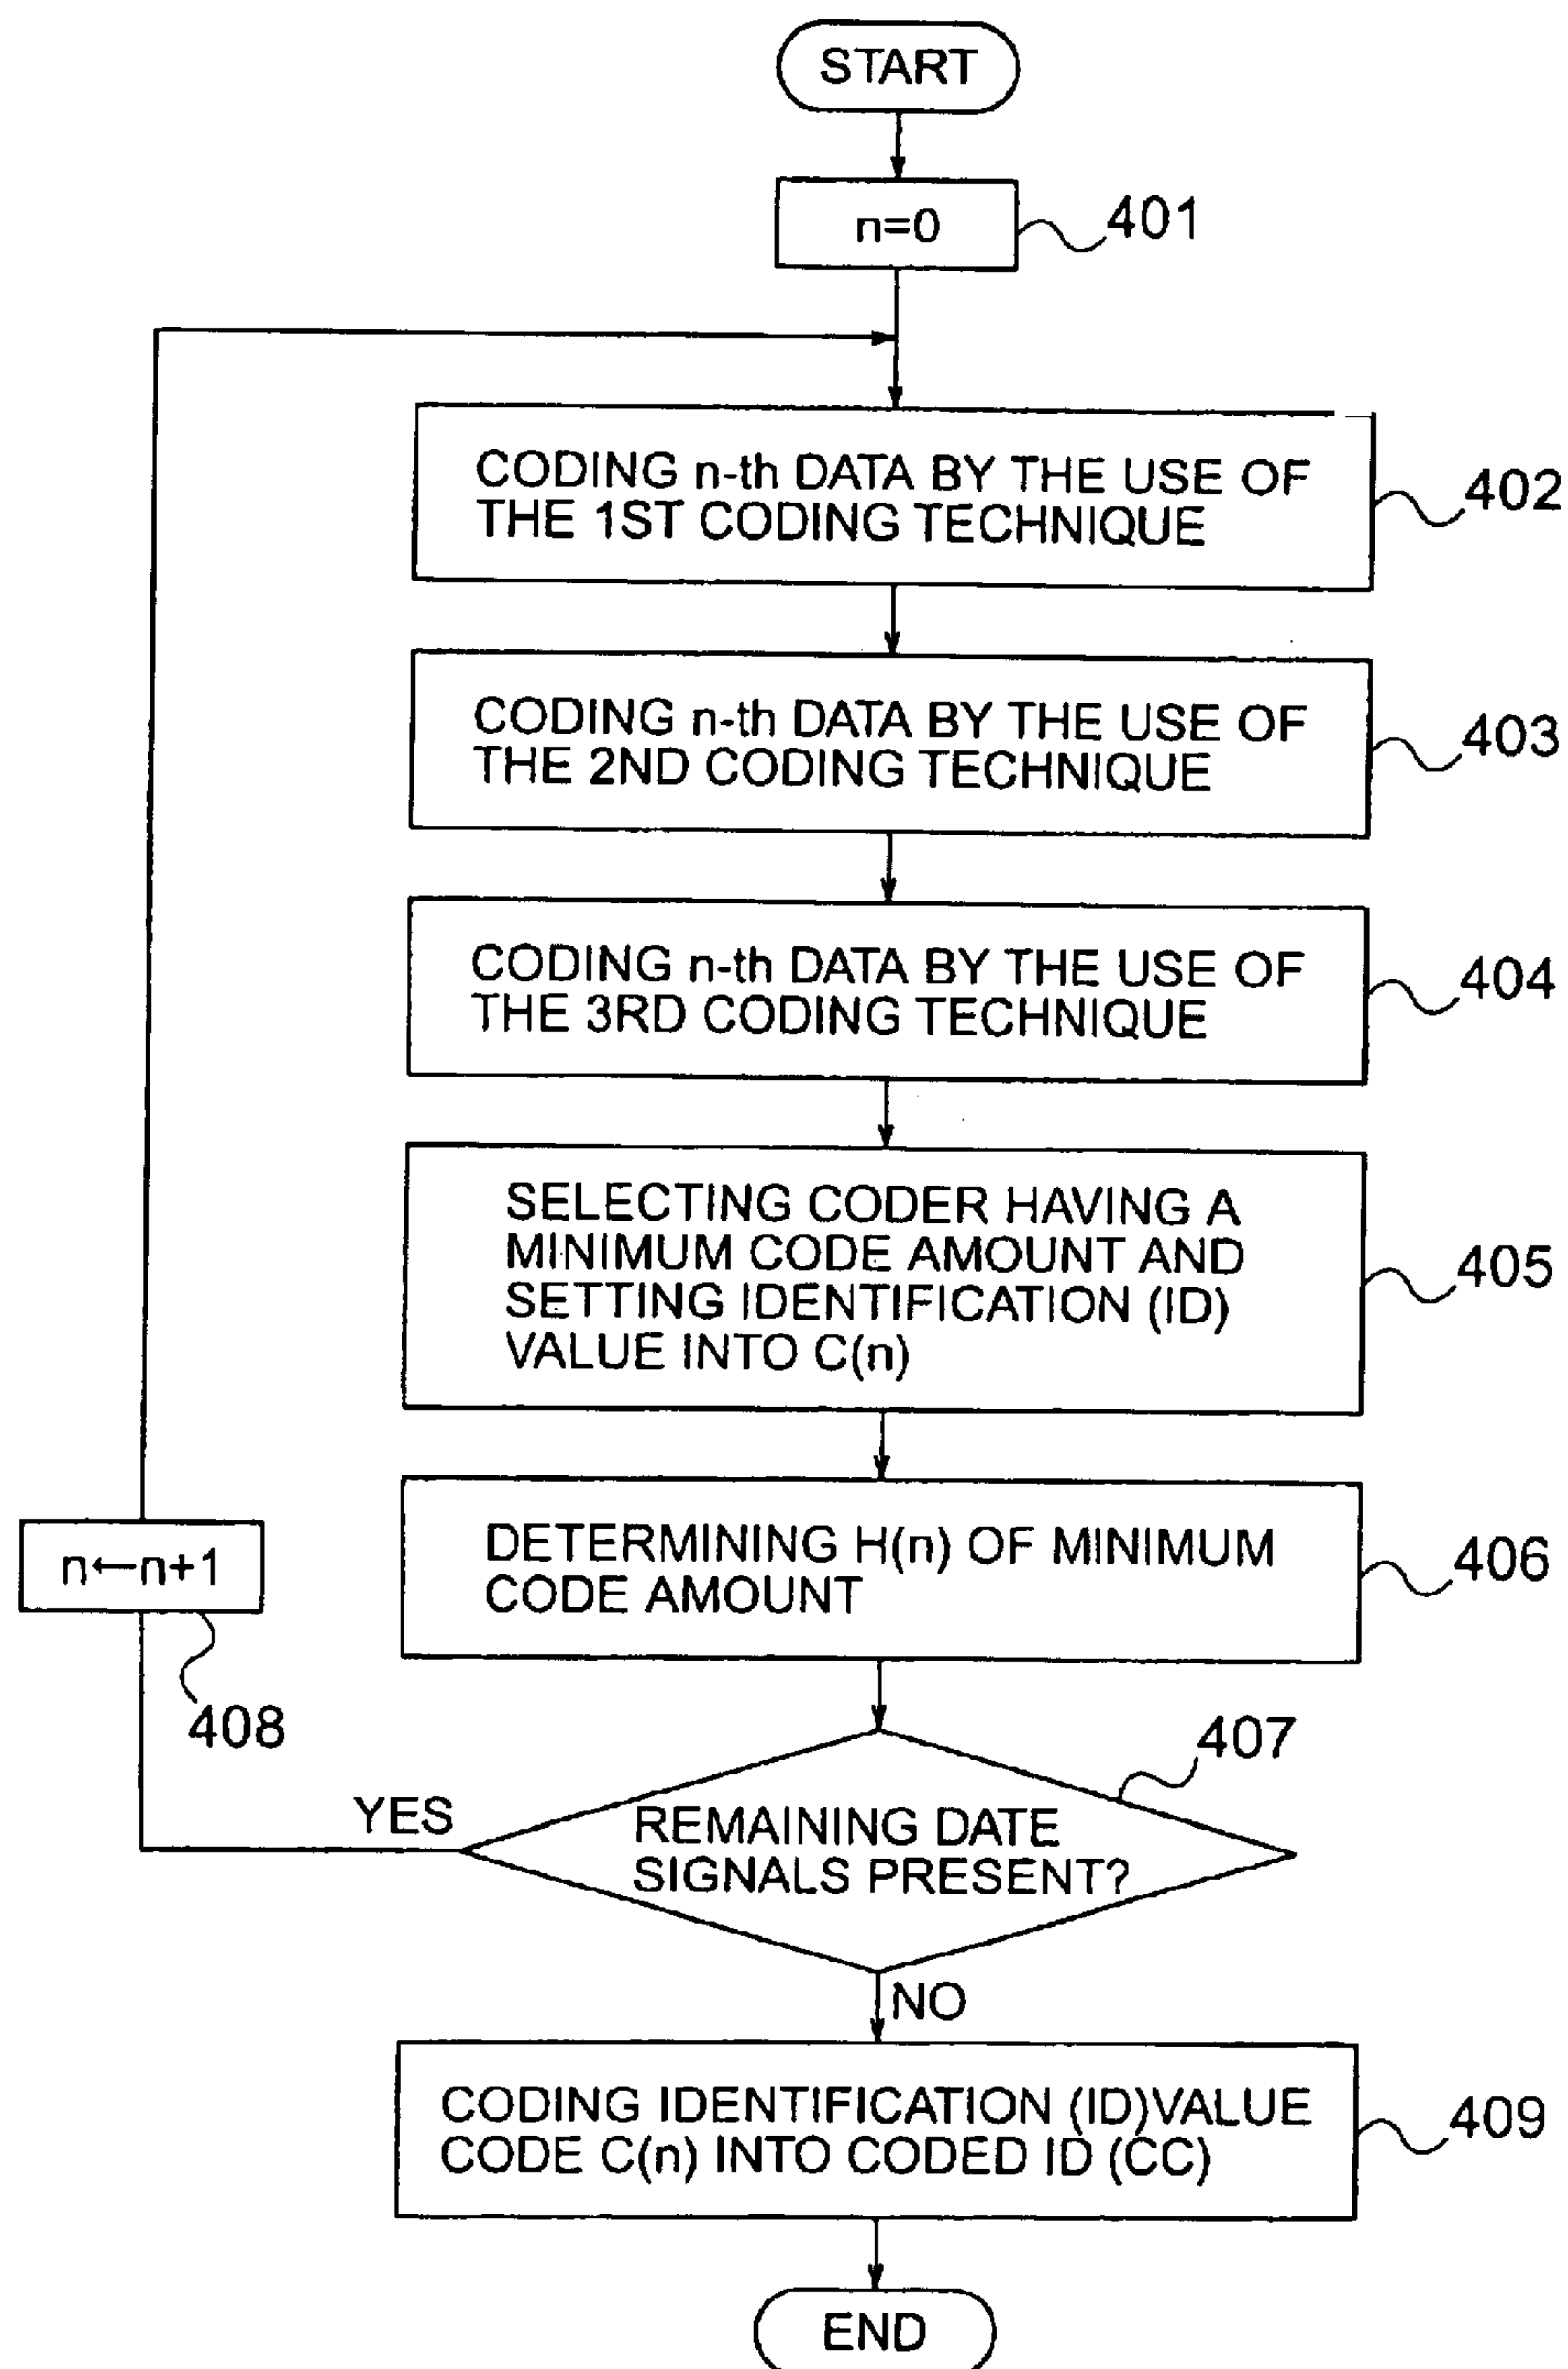 START
n=0
401
CODING n-th DATA BY THE USE OF
THE 1ST CODING TECHNIQUE
402
CODING n-th DATA BY THE USE OF
THE 2ND CODING TECHNIQUE
403
CODING n-th DATA BY THE USE OF
THE 3RD CODING TECHNIQUE
404
SELECTING CODER HAVING A
MINIMUM CODE AMOUNT AND
SETTING IDENTIFICATION (ID)
VALUE INTO C(n)
405
DETERMINING H(n) OF MINIMUM
CODE AMOUNT
406
n←n+1
408
407
YES
REMAINING DATE
SIGNALS PRESENT?
NO
CODING IDENTIFICATION (ID)VALUE
CODE C(n) INTO CODED ID (CC)
409
END